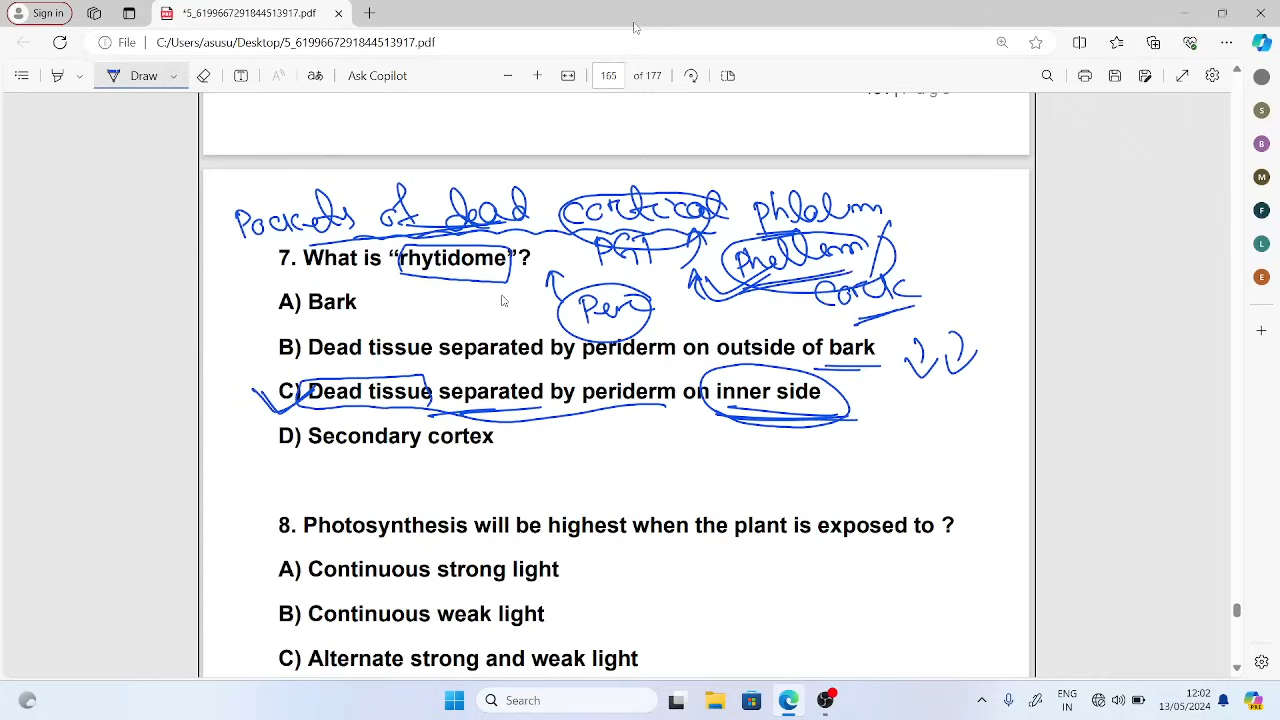 Sign in
*5_6199667291844513917.pdf
File C:/Users/asusu/Desktop/5_6199667291844513917.pdf
Draw
Ask Copilot
165 of 177
Pockets of dead cortical
7. What is “rhytidome”?
Peri
cork
A) Bark
B) Dead tissue separated by periderm on outside of bark
C) Dead tissue separated by periderm on inner side
D) Secondary cortex
8. Photosynthesis will be highest when the plant is exposed to ?
A) Continuous strong light
B) Continuous weak light
C) Alternate strong and weak light
Search
ENG
IN
12:02
13/05/2024